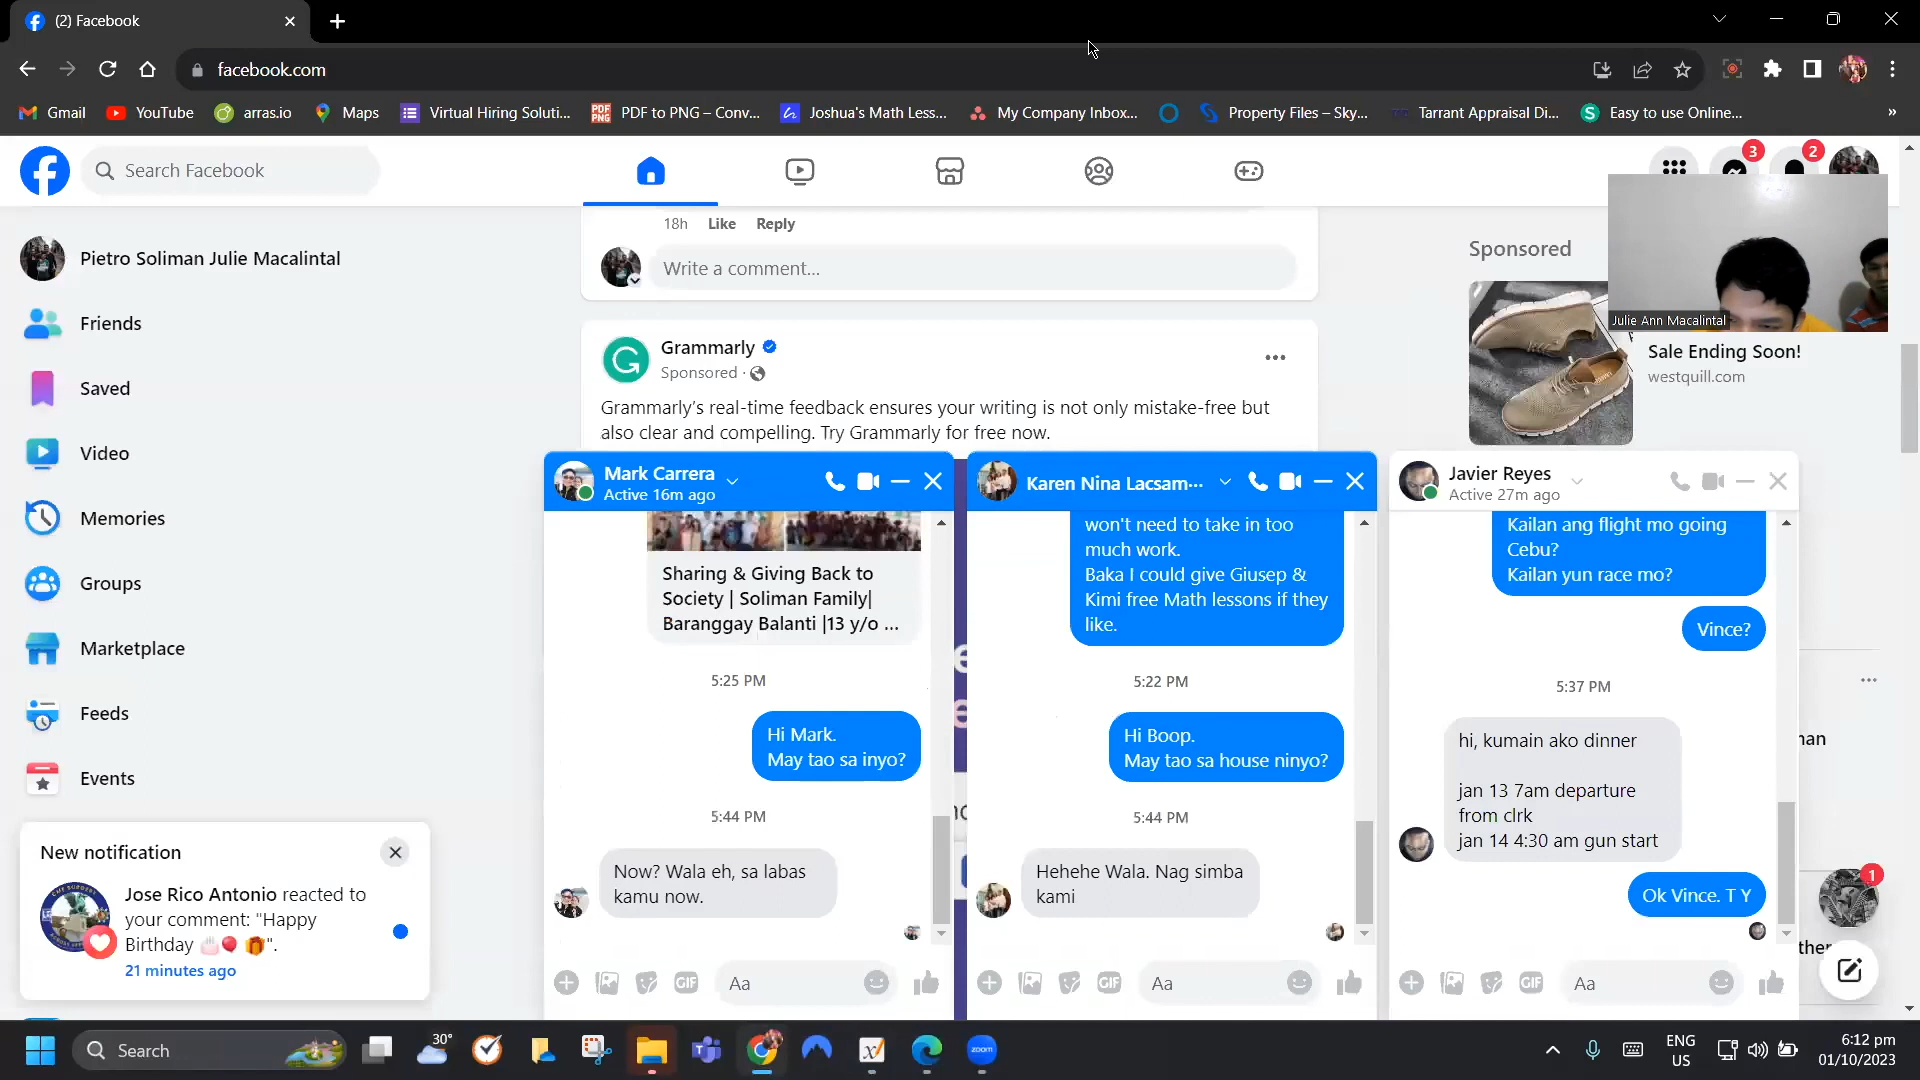 (2) Facebook
facebook.com
Gmail
YouTube
arras.io
Maps
Virtual Hiring Soluti...
PDF to PNG – Conv...
Joshua's Math Less...
My Company Inbox...
Property Files – Sky...
Tarrant Appraisal Di...
Easy to use Online...
»
Search Facebook
3
2
Pietro Soliman Julie Macalintal
Friends
Saved
Video
Memories
Groups
Marketplace
Feeds
Events
New notification
Jose Rico Antonio reacted to
your comment: "Happy
Birthday 🎂🎈 🎁".
21 minutes ago
18h Like Reply
Write a comment...
Grammarly
Sponsored ·
Grammarly's real-time feedback ensures your writing is not only mistake-free but
also clear and compelling. Try Grammarly for free now.
Sponsored
Julie Ann Macalintal
Sale Ending Soon!
westquill.com
Mark Carrera
Active 16m ago
Sharing & Giving Back to
Society | Soliman Family|
Baranggay Balanti |13 y/o ...
5:25 PM
Hi Mark.
May tao sa inyo?
5:44 PM
Now? Wala eh, sa labas
kamu now.
GIF
Aa
Karen Nina Lacsam...
won't need to take in too
much work.
Baka I could give Giusep &
Kimi free Math lessons if they
like.
5:22 PM
Hi Boop.
May tao sa house ninyo?
5:44 PM
Hehehe Wala. Nag simba
kami
GIF
Aa
Javier Reyes
Active 27m ago
Kailan ang flight mo going
Cebu?
Kailan yun race mo?
Vince?
5:37 PM
hi, kumain ako dinner
jan 13 7am departure
from clrk
jan 14 4:30 am gun start
Ok Vince. T Y
GIF
Aa
1
Search
30°
zoom
ENG
US
6:12 pm
01/10/2023